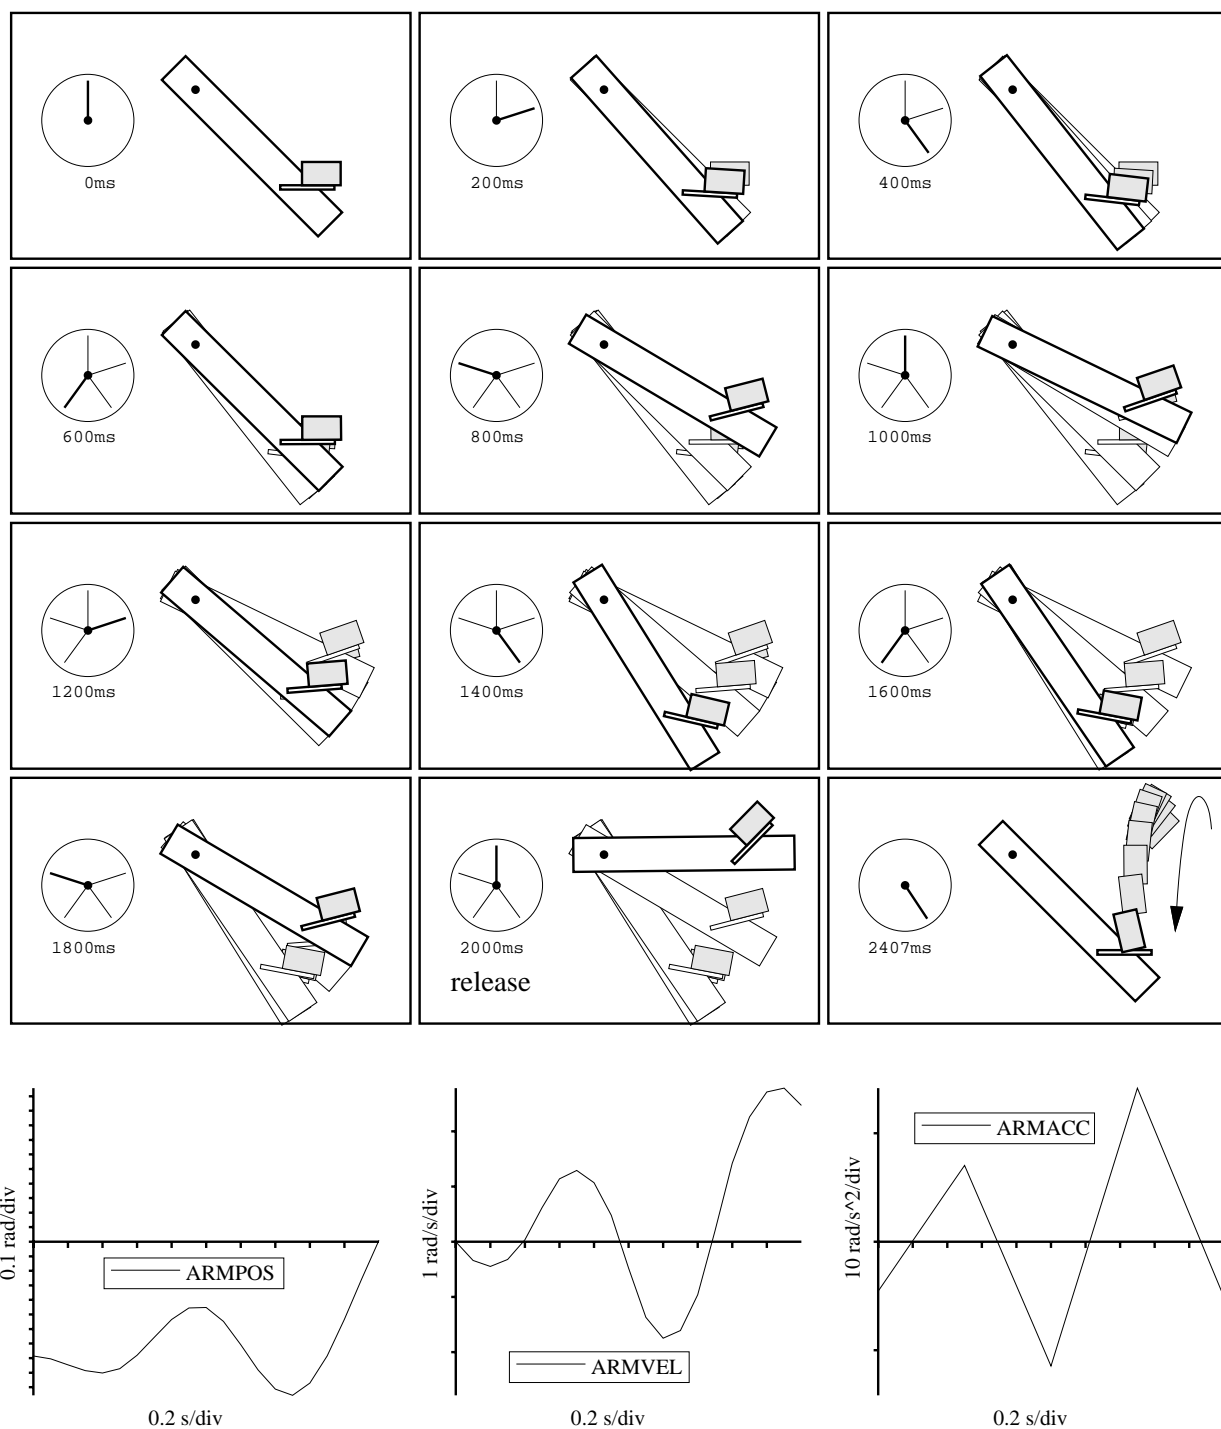 0ms
200ms
400ms
600ms
800ms
1000ms
1200ms
1400ms
1600ms
1800ms
2000ms
release
2407ms
0.1 rad/div
ARMPOS
0.2 s/div
1 rad/s/div
ARMVEL
0.2 s/div
10 rad/s^2/div
ARMACC
0.2 s/div